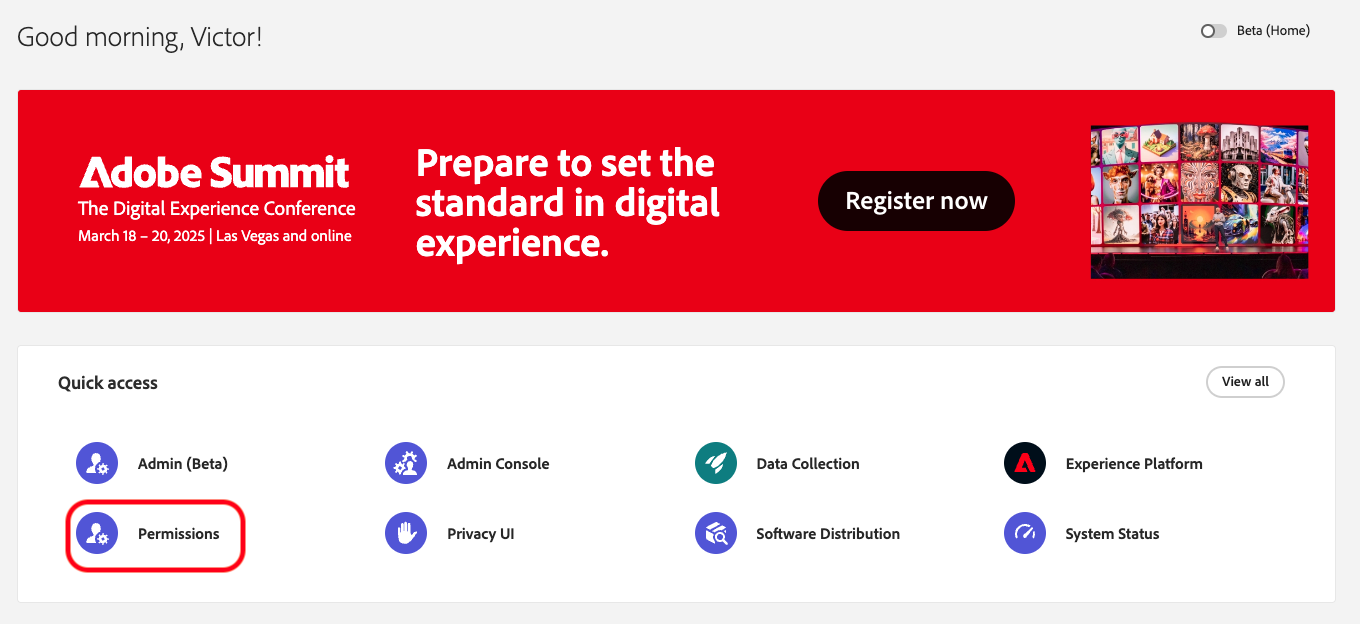 Good morning, Victor!
Beta (Home)
Adobe Summit
The Digital Experience Conference
March 18 – 20, 2025 | Las Vegas and online
Prepare to set the
standard in digital
experience.
Register now
Quick access
View all
Admin (Beta)
Admin Console
Data Collection
Experience Platform
Permissions
Privacy UI
Software Distribution
System Status